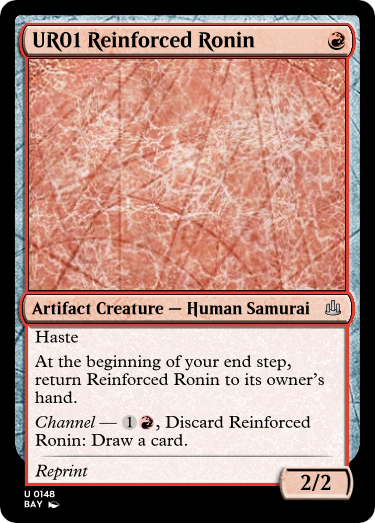 UR01 Reinforced Ronin
Artifact Creature — Human Samurai
Haste
At the beginning of your end step,
return Reinforced Ronin to its owner's
hand.
Channel — 1, Discard Reinforced
Ronin: Draw a card.
Reprint
2/2
U 0148
BAY